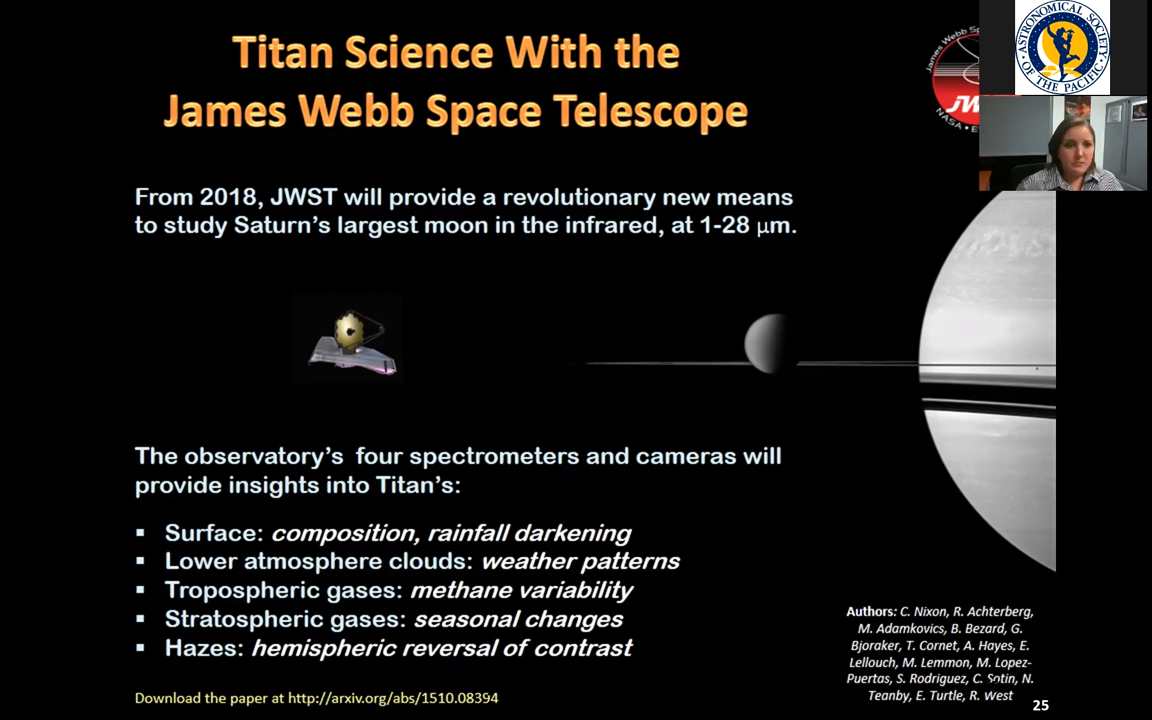 Titan Science With the
James Webb Space Telescope
ASTRONOMICAL SOCIETY
OF THE PACIFIC
James Webb
JW
NASA • E
From 2018, JWST will provide a revolutionary new means
to study Saturn's largest moon in the infrared, at 1-28 µm.
The observatory's  four spectrometers and cameras will
provide insights into Titan's:
▪ Surface: composition, rainfall darkening
▪ Lower atmosphere clouds: weather patterns
▪ Tropospheric gases: methane variability
▪ Stratospheric gases: seasonal changes
▪ Hazes: hemispheric reversal of contrast
Download the paper at http://arxiv.org/abs/1510.08394
Authors: C. Nixon, R. Achterberg,
M. Adamkovics, B. Bezard, G.
Bjoraker, T. Cornet, A. Hayes, E.
Lellouch, M. Lemmon, M. Lopez-
Puertas, S. Rodriguez, C. Sotin, N.
Teanby, E. Turtle, R. West
25